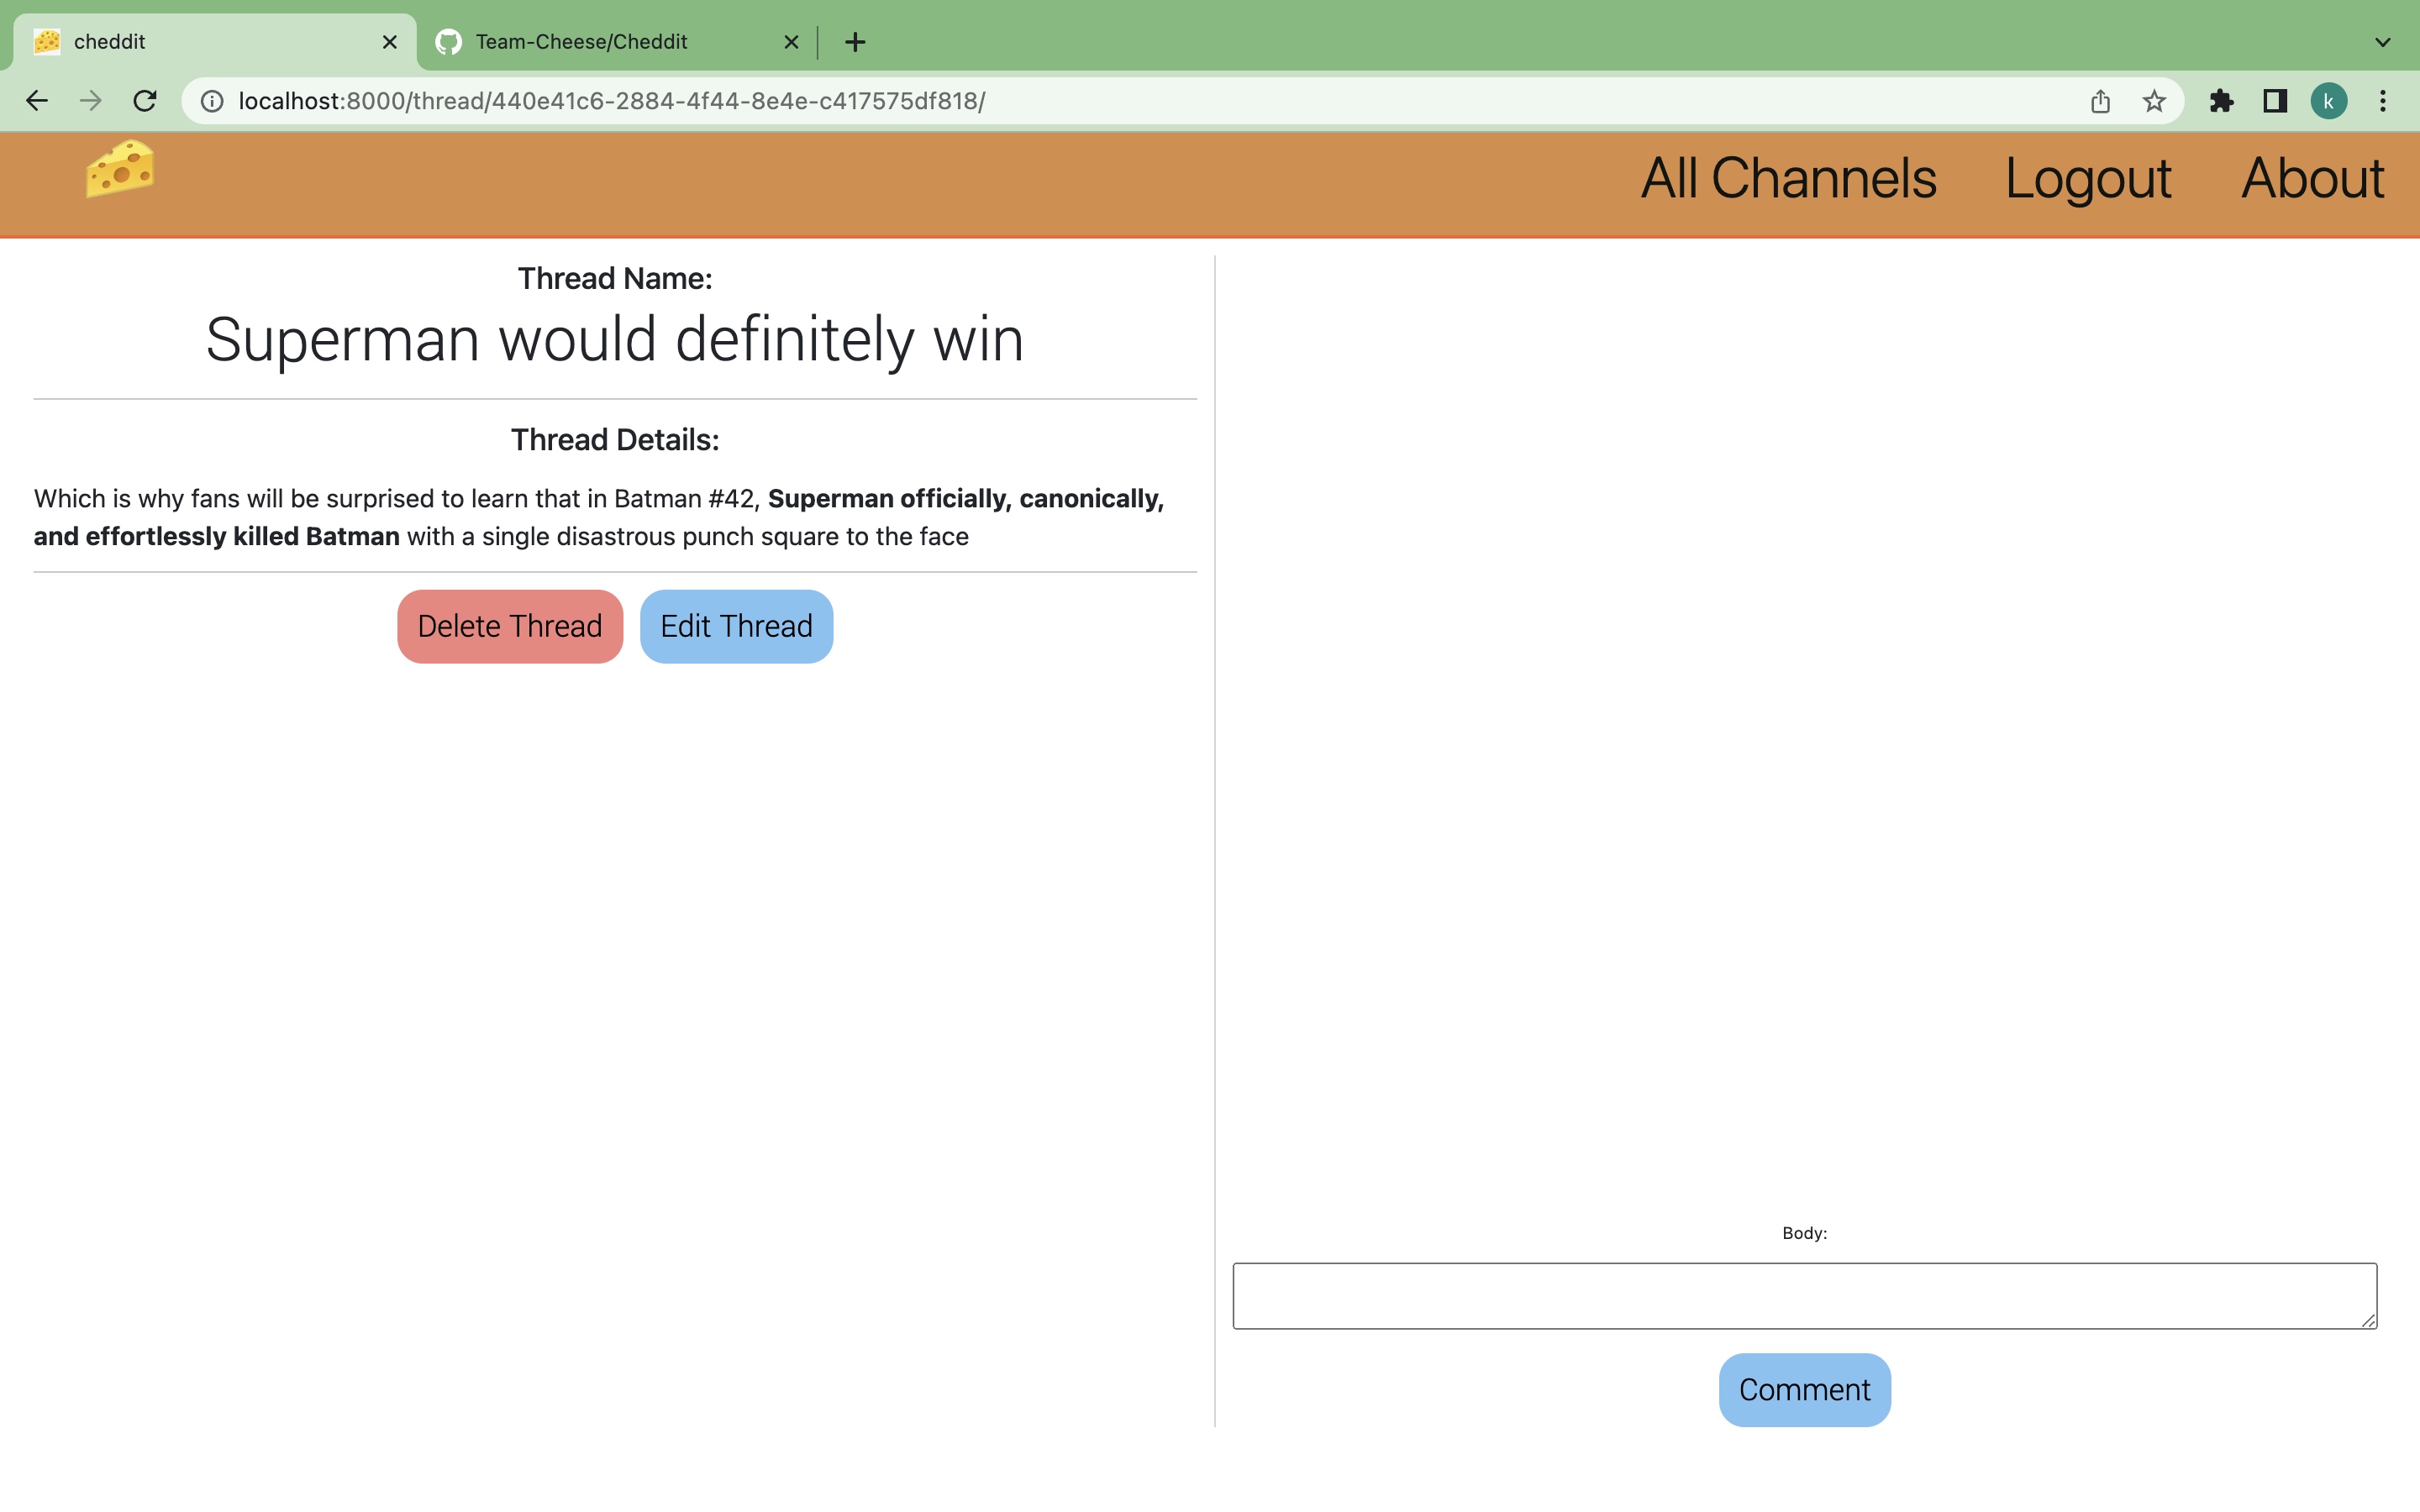 cheddit
Team-Cheese/Cheddit
localhost:8000/thread/440e41c6-2884-4f44-8e4e-c417575df818/
k
All Channels Logout About
Thread Name:
Superman would definitely win
Thread Details:
Which is why fans will be surprised to learn that in Batman #42, Superman officially, canonically,
and effortlessly killed Batman with a single disastrous punch square to the face
Delete Thread Edit Thread
Body:
Comment